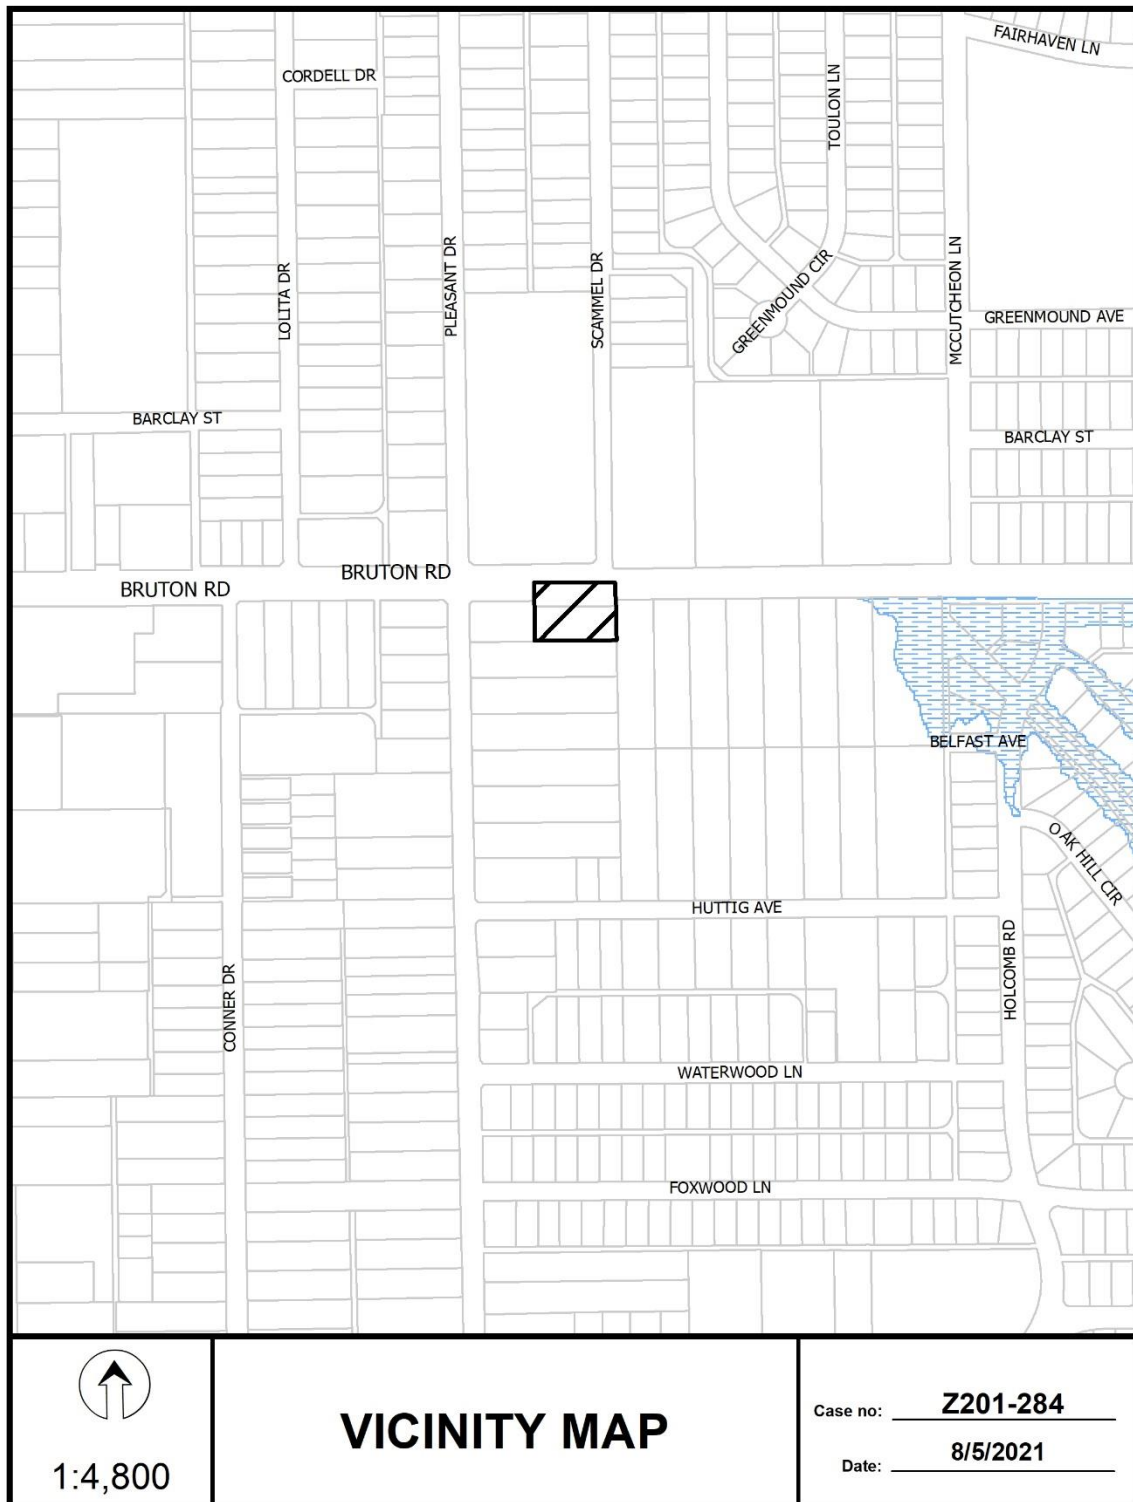 FAIRHAVEN LN
CORDELL DR
TOULON LN
LOLITA DR
PLEASANT DR
SCAMMEL DR
GREENMOUND CIR
MCCUTCHEON LN
GREENMOUND AVE
BARCLAY ST
BARCLAY ST
BRUTON RD
BRUTON RD
BELFAST AVE
OAK HILL CIR
HUTTIG AVE
HOLCOMB RD
CONNER DR
WATERWOOD LN
FOXWOOD LN
1:4,800
VICINITY MAP
Case no: Z201-284
Date: 8/5/2021